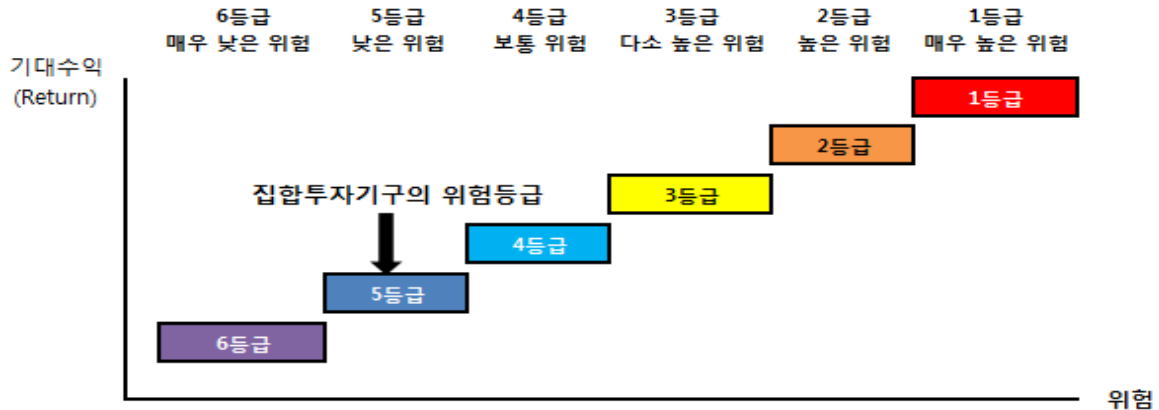 6등급 5등급 4등급 3등급 2등급 1등급
매우 낮은 위험 낮은 위험 보통 위험 다소 높은 위험 높은 위험 매우 높은 위험
기대수익
(Return)
1등급
2등급
집합투자기구의 위험등급 3등급
4등급
5등급
6등급
위험